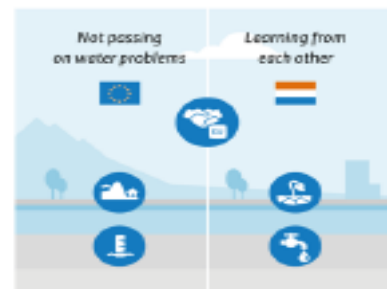 Not passing
on water problems
Learning from
each other